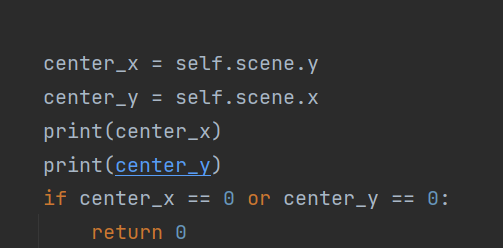 center_x = self.scene.y
center_y = self.scene.x
print(center_x)
print(center_y)
if center_x == 0 or center_y == 0:
    return 0